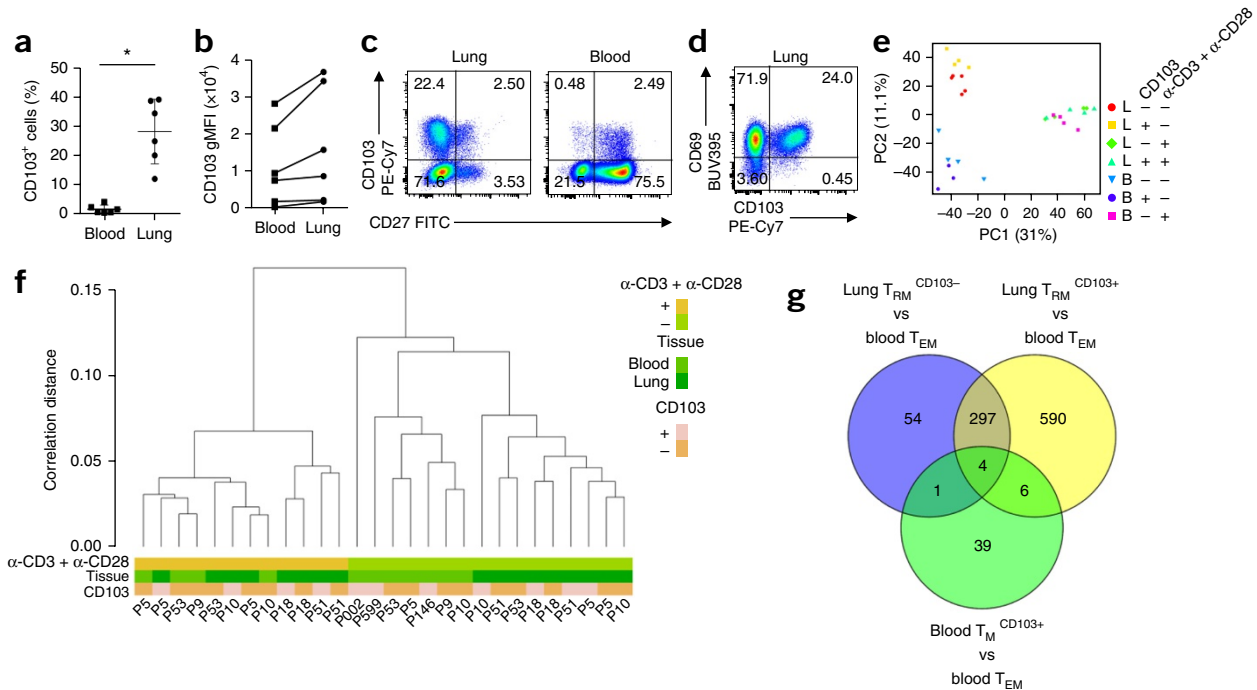 a
*
50
40
30
20
10
0
CD103+ cells (%)
Blood Lung
b
4
3
2
1
0
CD103 gMFI (×10⁴)
Blood Lung
c
Lung
22.4 2.50
71.6 3.53
CD103
PE-Cy7
CD27 FITC
Blood
0.48 2.49
21.5 75.5
d
Lung
71.9 24.0
3.60 0.45
CD69
BUV395
CD103
PE-Cy7
e
40
20
0
−20
−40
PC2 (11.1%)
−40 −20 0 20 40 60
PC1 (31%)
CD103
α-CD3 + α-CD28
L − −
L + −
L − +
L + +
B − −
B + −
B − +
f
0.15
0.10
0.05
0.00
Correlation distance
α-CD3 + α-CD28
+
−
Tissue
Blood
Lung
CD103
+
−
α-CD3 + α-CD28
Tissue
CD103
P5 P5 P53 P9 P53 P10 P5 P10 P18 P18 P51 P51 P002 P599 P53 P5 P146 P9 P10 P10 P51 P53 P18 P18 P51 P5 P5 P10
g
Lung TRM CD103−
vs
blood TEM
Lung TRM CD103+
vs
blood TEM
54 297 590
4
1 6
39
Blood TM CD103+
vs
blood TEM